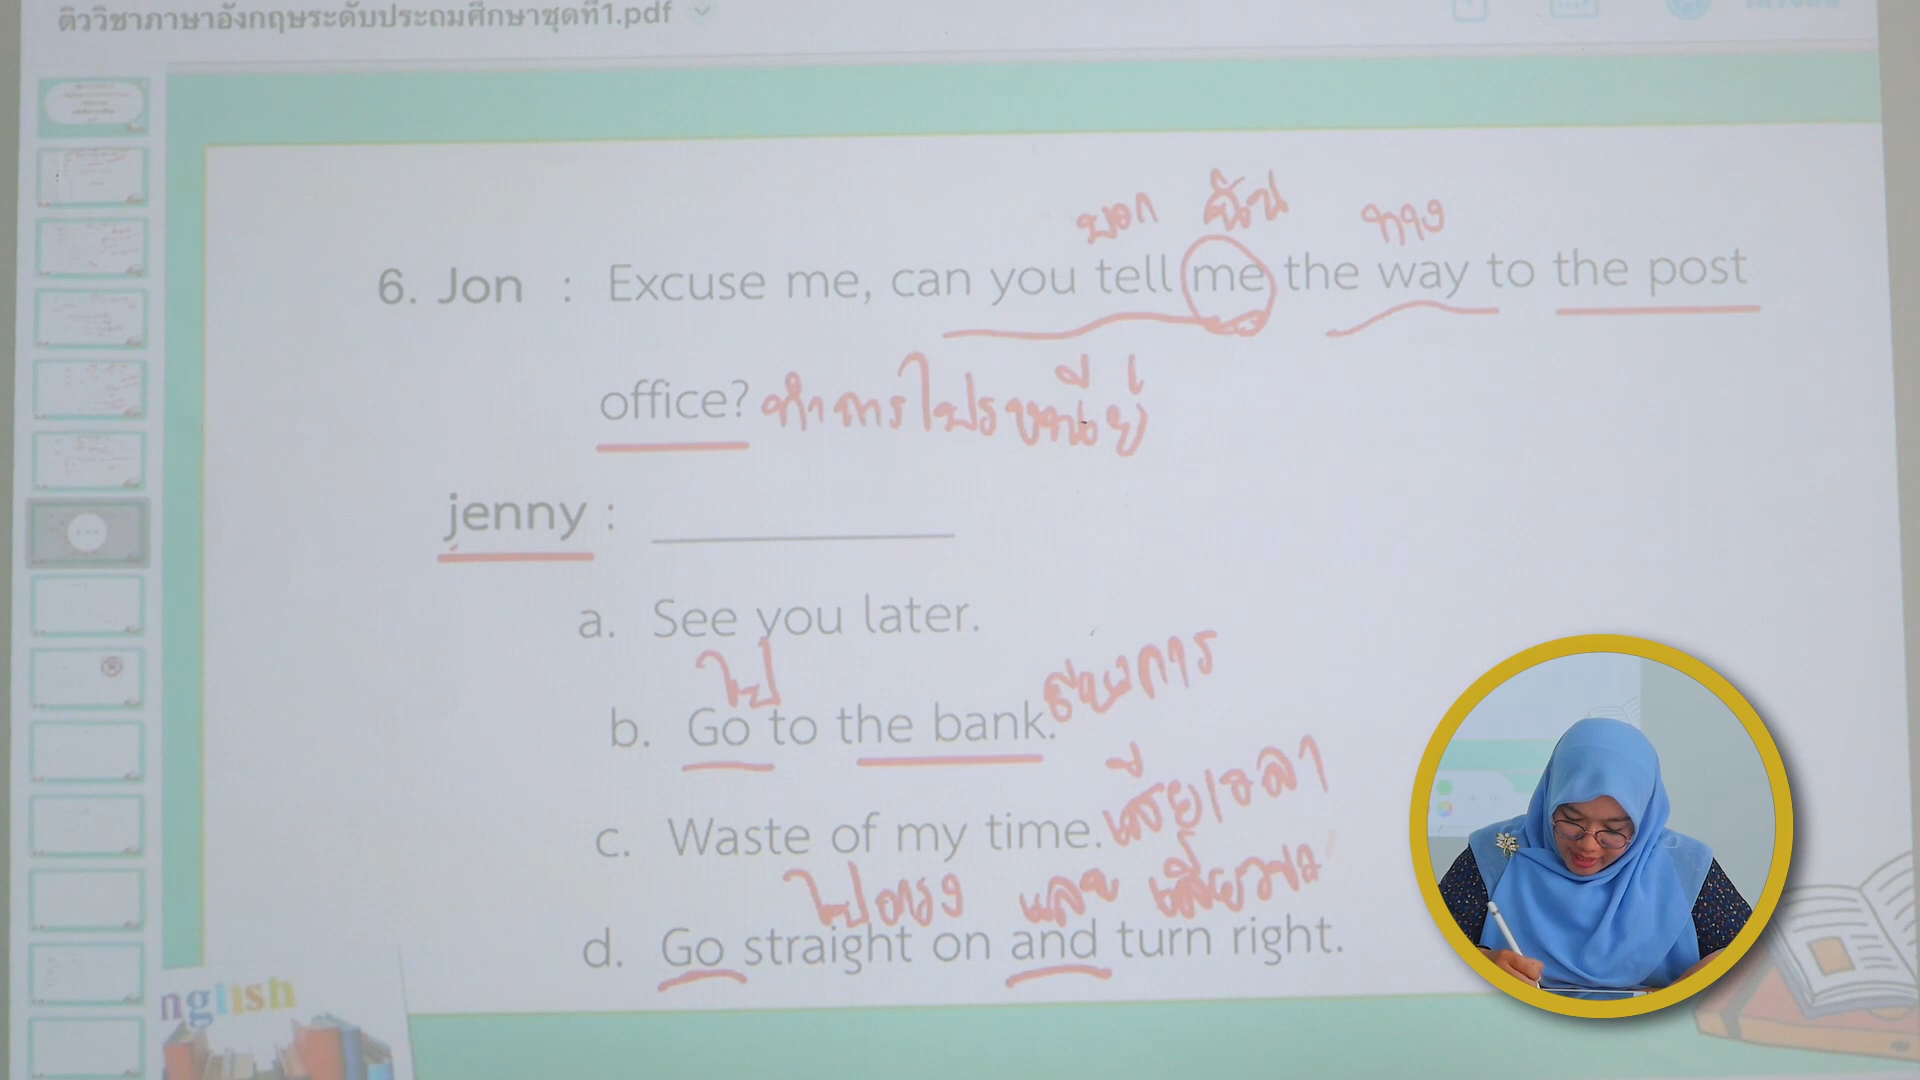 ติววิชาภาษาอังกฤษระดับประถมศึกษาชุดที่1.pdf
บอก ฉัน ทาง
6. Jon : Excuse me, can you tell me the way to the post
office? ทำการไปรษณีย์
jenny :
a. See you later.
ไป
b. Go to the bank. ธนาคาร
c. Waste of my time. เสียเวลา
ไปตรง และ เลี้ยวขวา
d. Go straight on and turn right.
nglish